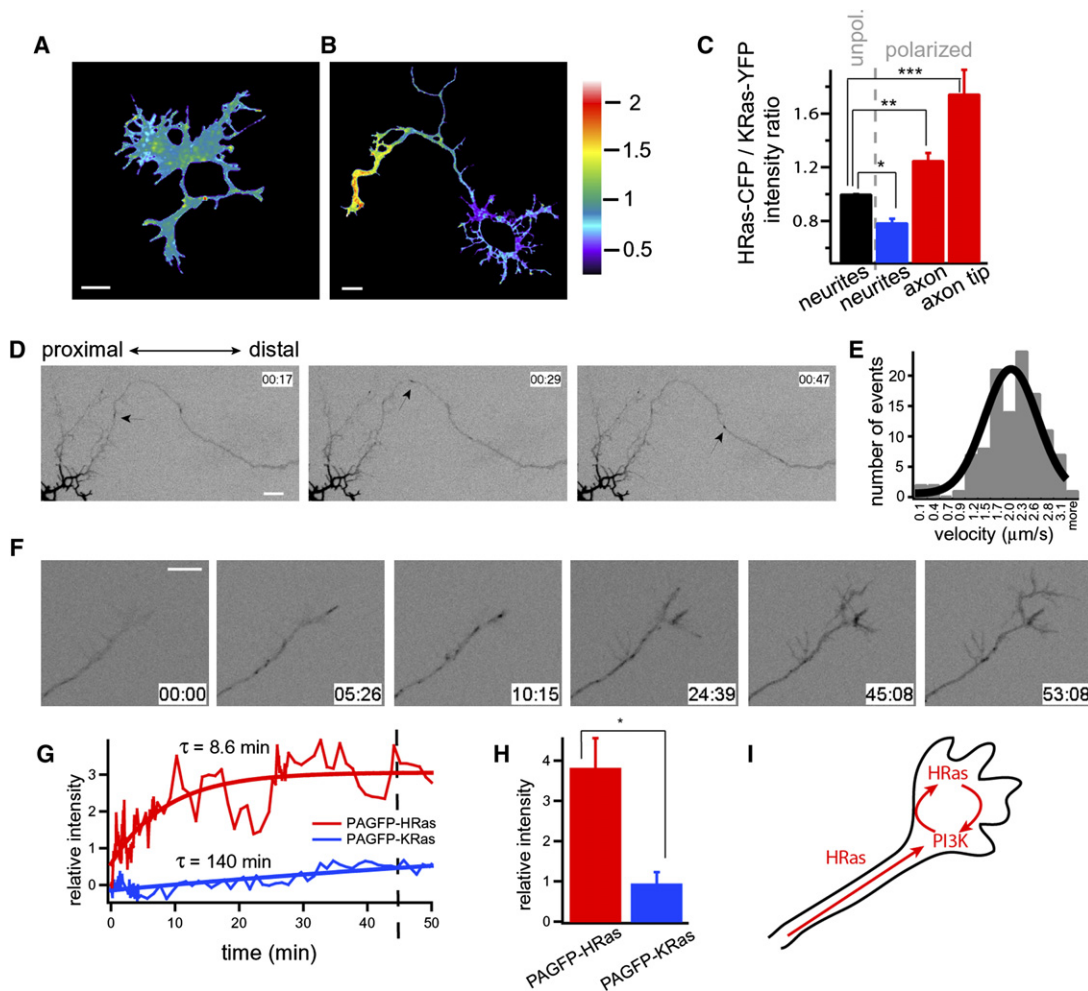 A
B
2
1.5
1
0.5
C
unpol.
polarized
HRas-CFP / KRas-YFP
intensity ratio
1.6
1.2
0.8
***
**
*
neurites
neurites
axon
axon tip
D
proximal
distal
00:17
00:29
00:47
E
number of events
20
15
10
5
0
0.1
0.4
0.7
0.9
1.2
1.5
1.7
2.0
2.3
2.6
2.8
3.1
more
velocity (μm/s)
F
00:00
05:26
10:15
24:39
45:08
53:08
G
relative intensity
3
2
1
0
τ = 8.6 min
PAGFP-HRas
PAGFP-KRas
τ = 140 min
0
10
20
30
40
50
time (min)
H
relative intensity
4
2
1
0
*
PAGFP-HRas
PAGFP-KRas
I
HRas
PI3K
HRas